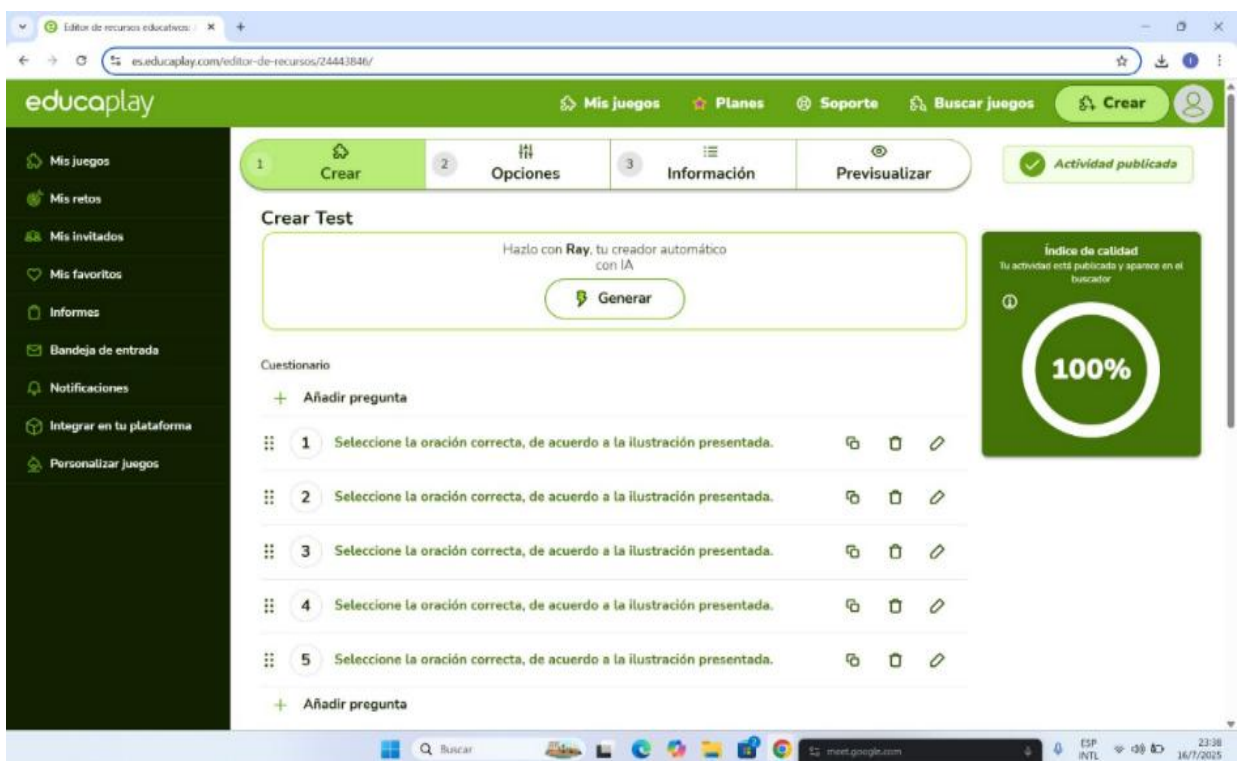 Editor de recursos educativos:
es.educaplay.com/editor-de-recursos/24443846/
educaplay
Mis juegos
Planes
Soporte
Buscar juegos
Crear
Mis juegos
Mis retos
Mis invitados
Mis favoritos
Informes
Bandeja de entrada
Notificaciones
Integrar en tu plataforma
Personalizar juegos
1 Crear
2 Opciones
3 Información
Previsualizar
Actividad publicada
Crear Test
Hazlo con Ray, tu creador automático
con IA
Generar
Índice de calidad
Tu actividad está publicada y aparece en el
buscador
100%
Cuestionario
+ Añadir pregunta
1 Seleccione la oración correcta, de acuerdo a la ilustración presentada.
2 Seleccione la oración correcta, de acuerdo a la ilustración presentada.
3 Seleccione la oración correcta, de acuerdo a la ilustración presentada.
4 Seleccione la oración correcta, de acuerdo a la ilustración presentada.
5 Seleccione la oración correcta, de acuerdo a la ilustración presentada.
+ Añadir pregunta
Buscar
meet.google.com
ESP
INTL
23:38
16/7/2025